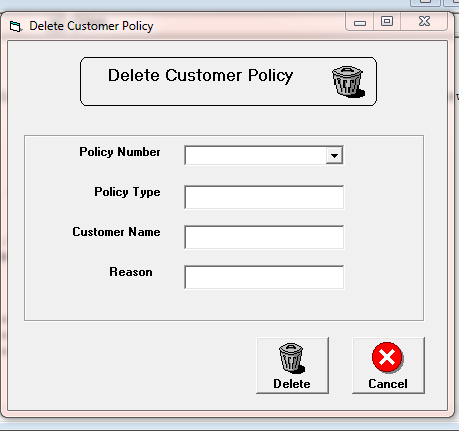 Delete Customer Policy
Delete Customer Policy
Policy Number
Policy Type
Customer Name
Reason
Delete
Cancel